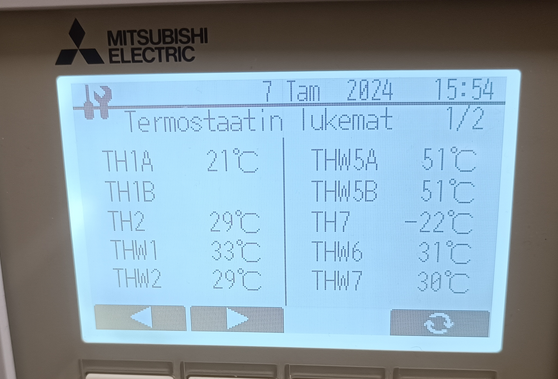 MITSUBISHI
ELECTRIC
7 Tam 2024 15:54
Termostaatin lukemat 1/2
TH1A 21℃ THW5A 51℃
TH1B THW5B 51℃
TH2 29℃ TH7 -22℃
THW1 33℃ THW6 31℃
THW2 29℃ THW7 30℃